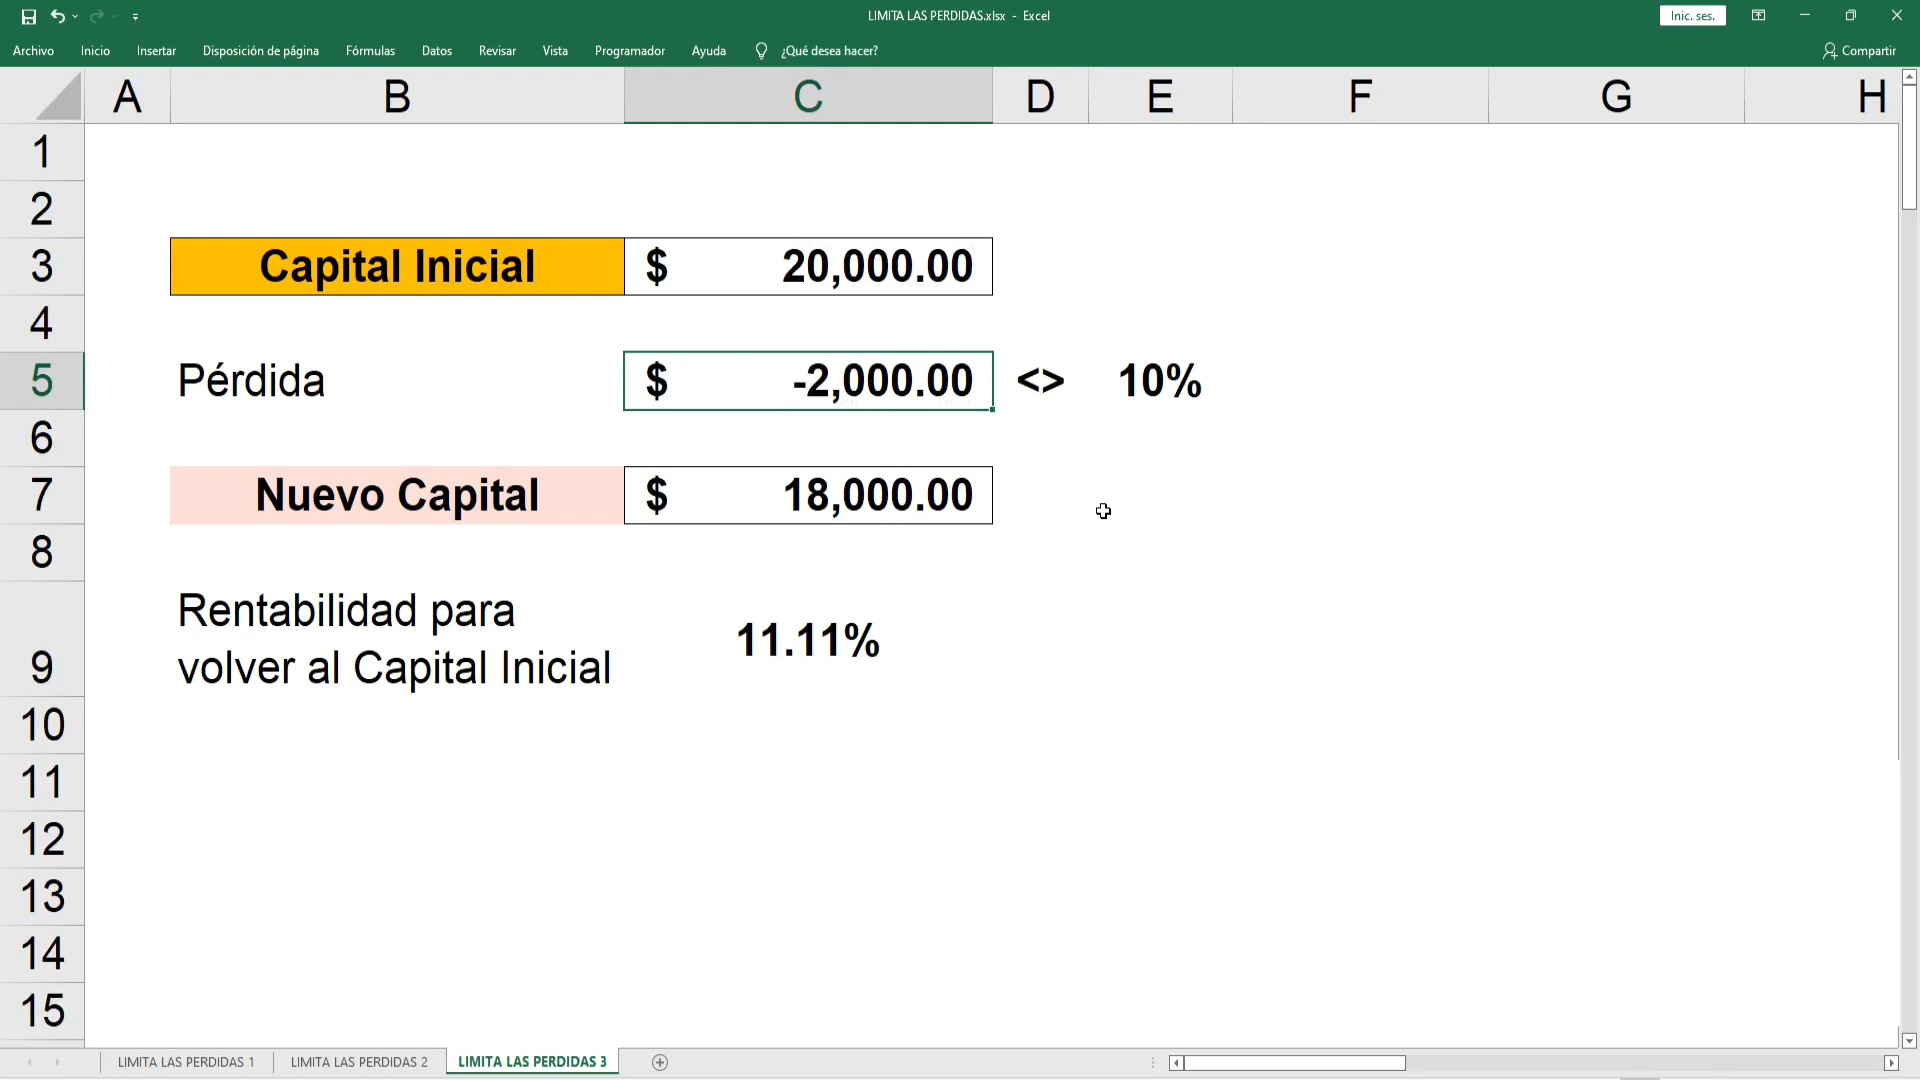 LIMITA LAS PERDIDAS.xlsx - Excel
Inic. ses.
Archivo Inicio Insertar Disposición de página Fórmulas Datos Revisar Vista Programador Ayuda ¿Qué desea hacer? Compartir
A B C D E F G H
1
2
3 Capital Inicial $ 20,000.00
4
5 Pérdida $ -2,000.00 <> 10%
6
7 Nuevo Capital $ 18,000.00
8
Rentabilidad para
9 volver al Capital Inicial 11.11%
10
11
12
13
14
15
LIMITA LAS PERDIDAS 1 LIMITA LAS PERDIDAS 2 LIMITA LAS PERDIDAS 3